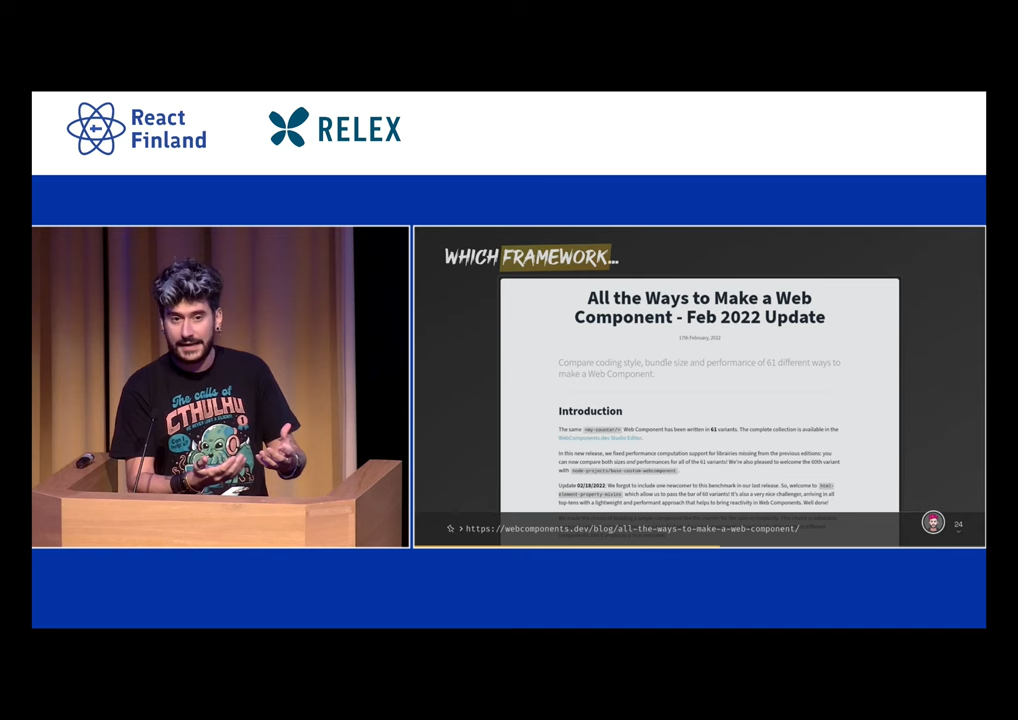 React
Finland
RELEX
WHICH FRAMEWORK...
All the Ways to Make a Web
Component - Feb 2022 Update
17th February, 2022
Compare coding style, bundle size and performance of 61 different ways to
make a Web Component.
Introduction
The same <my-counter/> Web Component has been written in 61 variants. The complete collection is available in the
WebComponents.dev Studio Editor.
In this new release, we fixed performance computation support for libraries missing from the previous editions: you
can now compare both sizes and performances for all of the 61 variants! We're also pleased to welcome the 60th variant
with node-projects/base-custom-webcomponent.
Update 02/18/2022: We forgot to include one newcomer to this benchmark in our last release. So, welcome to html-
element-property-mixins which allow us to pass the bar of 60 variants! It's also a very nice challenger, arriving in all
top-tens with a lightweight and performant approach that helps to bring reactivity in Web Components. Well done!
https://webcomponents.dev/blog/all-the-ways-to-make-a-web-component/
24
The calls of
CTHULHU
Can I
help u?